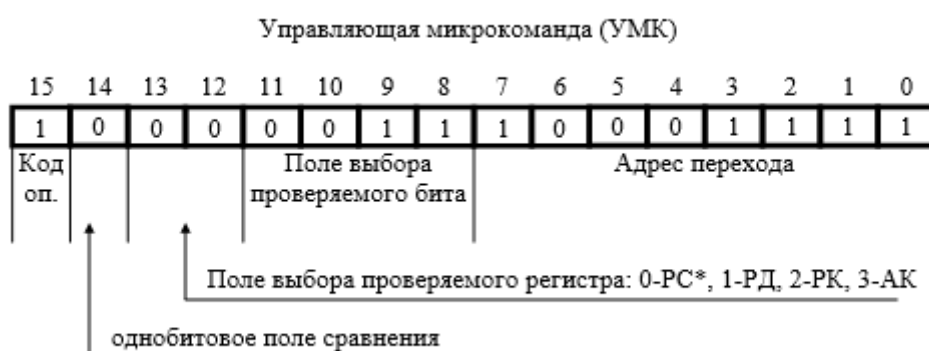 Управляющая микрокоманда (УМК)
15 14 13 12 11 10 9 8 7 6 5 4 3 2 1 0
1 0 0 0 0 0 1 1 1 0 0 0 1 1 1 1
Код Поле выбора Адрес перехода
оп. проверяемого бита
Поле выбора проверяемого регистра: 0-РС*, 1-РД, 2-РК, 3-АК
однобитовое поле сравнения